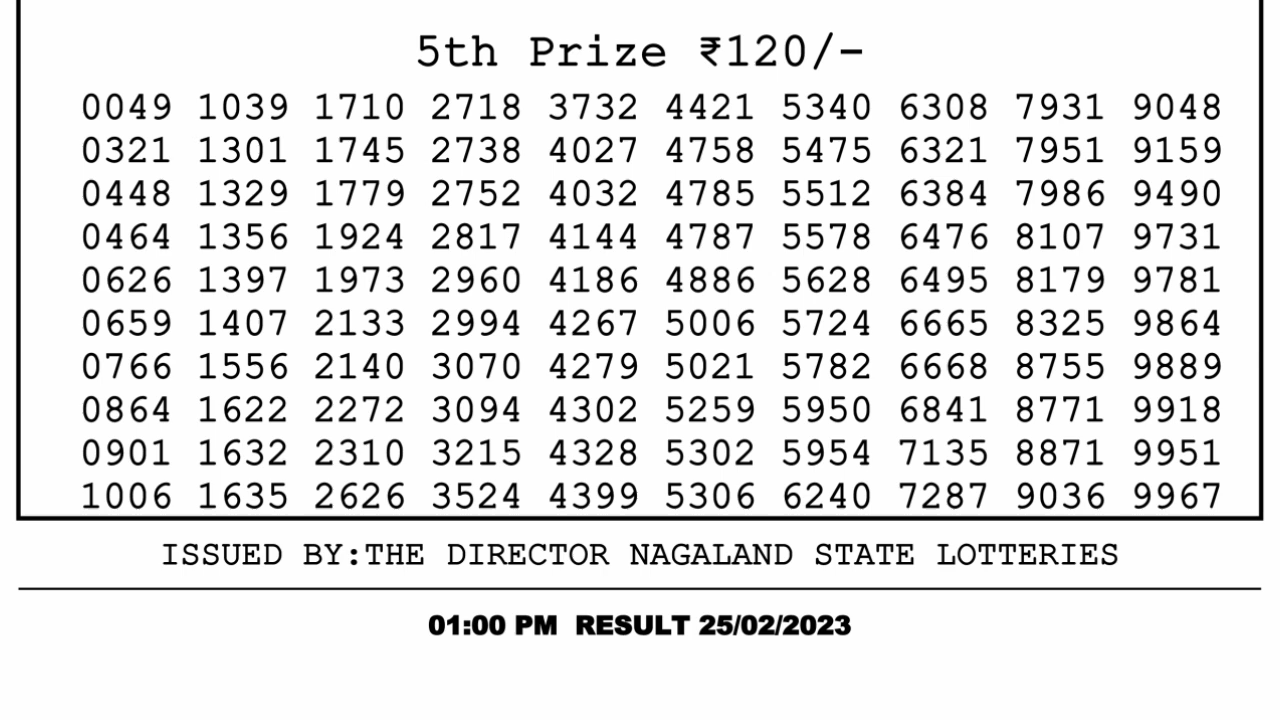 5th Prize ₹120/-
0049 1039 1710 2718 3732 4421 5340 6308 7931 9048
0321 1301 1745 2738 4027 4758 5475 6321 7951 9159
0448 1329 1779 2752 4032 4785 5512 6384 7986 9490
0464 1356 1924 2817 4144 4787 5578 6476 8107 9731
0626 1397 1973 2960 4186 4886 5628 6495 8179 9781
0659 1407 2133 2994 4267 5006 5724 6665 8325 9864
0766 1556 2140 3070 4279 5021 5782 6668 8755 9889
0864 1622 2272 3094 4302 5259 5950 6841 8771 9918
0901 1632 2310 3215 4328 5302 5954 7135 8871 9951
1006 1635 2626 3524 4399 5306 6240 7287 9036 9967
ISSUED BY:THE DIRECTOR NAGALAND STATE LOTTERIES
01:00 PM RESULT 25/02/2023